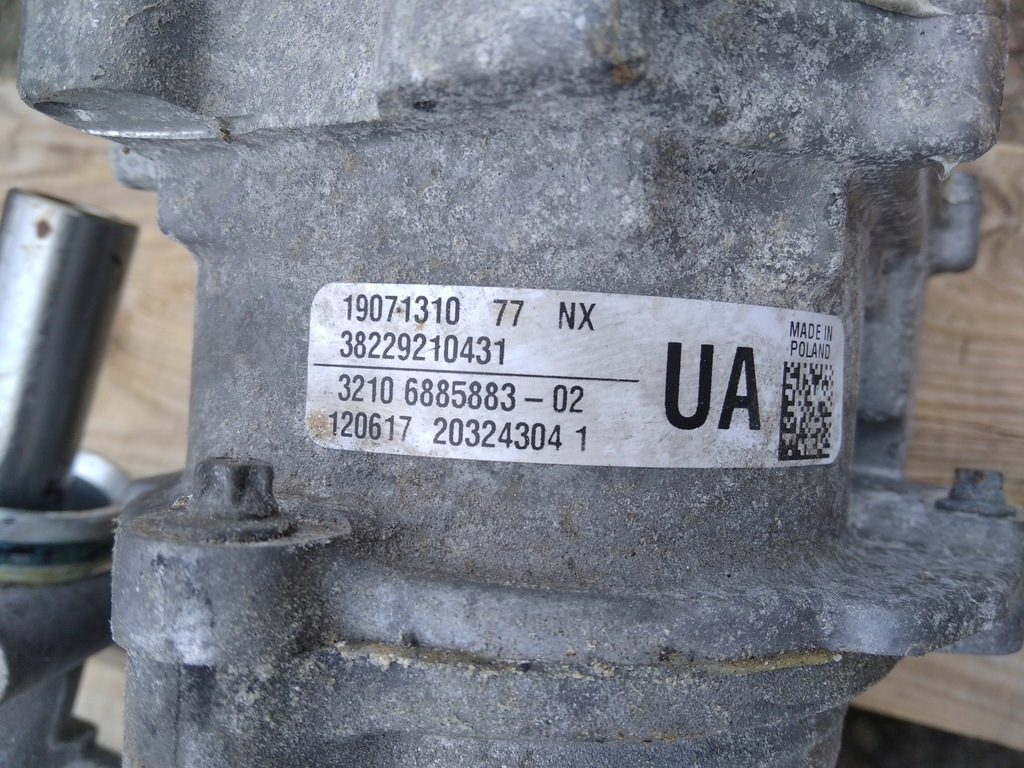 19071310 77 NX
38229210431
3210 6885883-02
120617 20324304 1
UA
MADE IN
POLAND